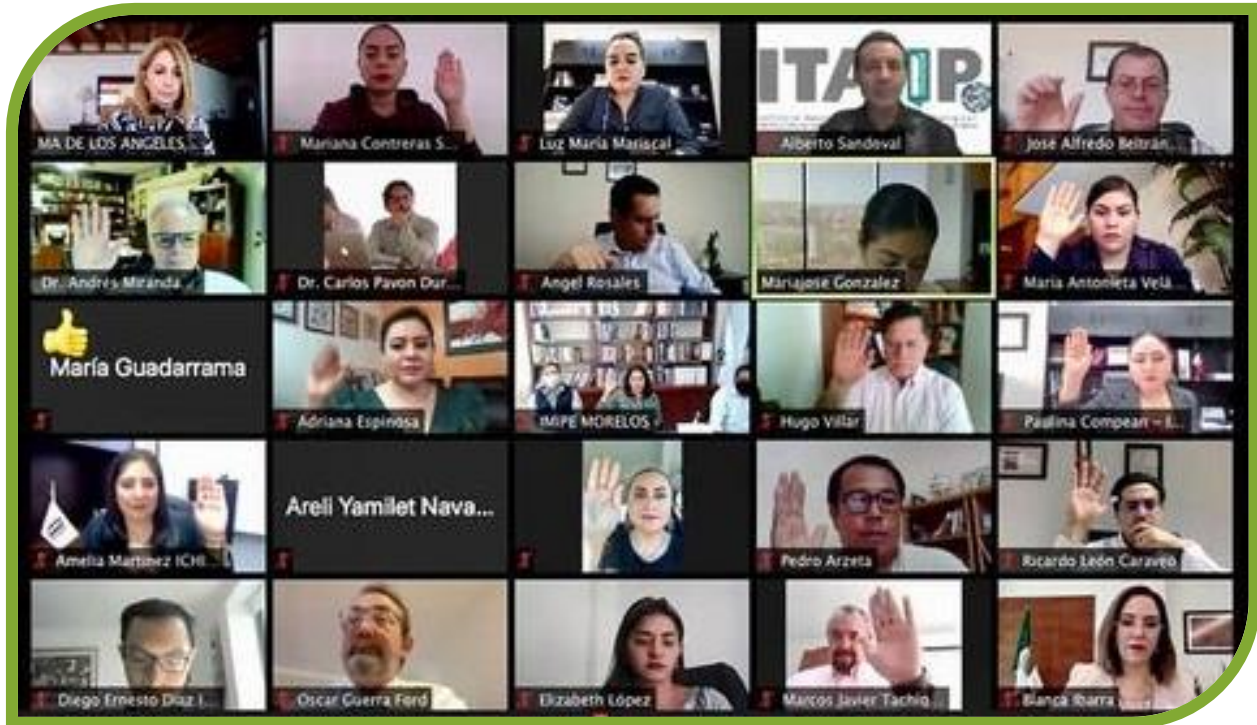 MA DE LOS ANGELES...
Mariana Contreras S...
Luz María Mariscal
ITAIP
Alberto Sandoval
Jose Alfredo Beltrán...
Dr. Andrés Miranda
Dr. Carlos Pavon Dur...
Angel Rosales
Mariajose Gonzalez
Maria Antonieta Velá...
María Guadarrama
Adriana Espinosa
IMIPE MORELOS
Hugo Villar
Paulina Compean – I...
Amelia Martinez ICHI...
Areli Yamilet Nava...
Pedro Arzeta
Ricardo León Caraveo
Diego Ernesto Díaz I...
Oscar Guerra Ford
Elizabeth López
Marcos Javier Tachiq...
Blanca Ibarra